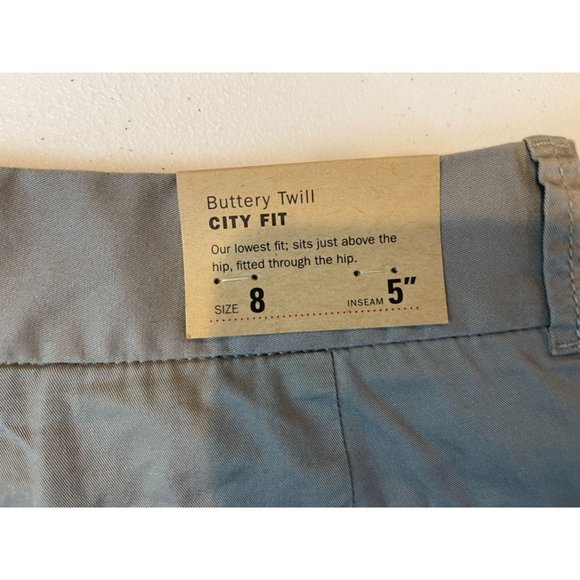 Buttery Twill
CITY FIT
Our lowest fit; sits just above the
hip, fitted through the hip.
SIZE 8 INSEAM 5"